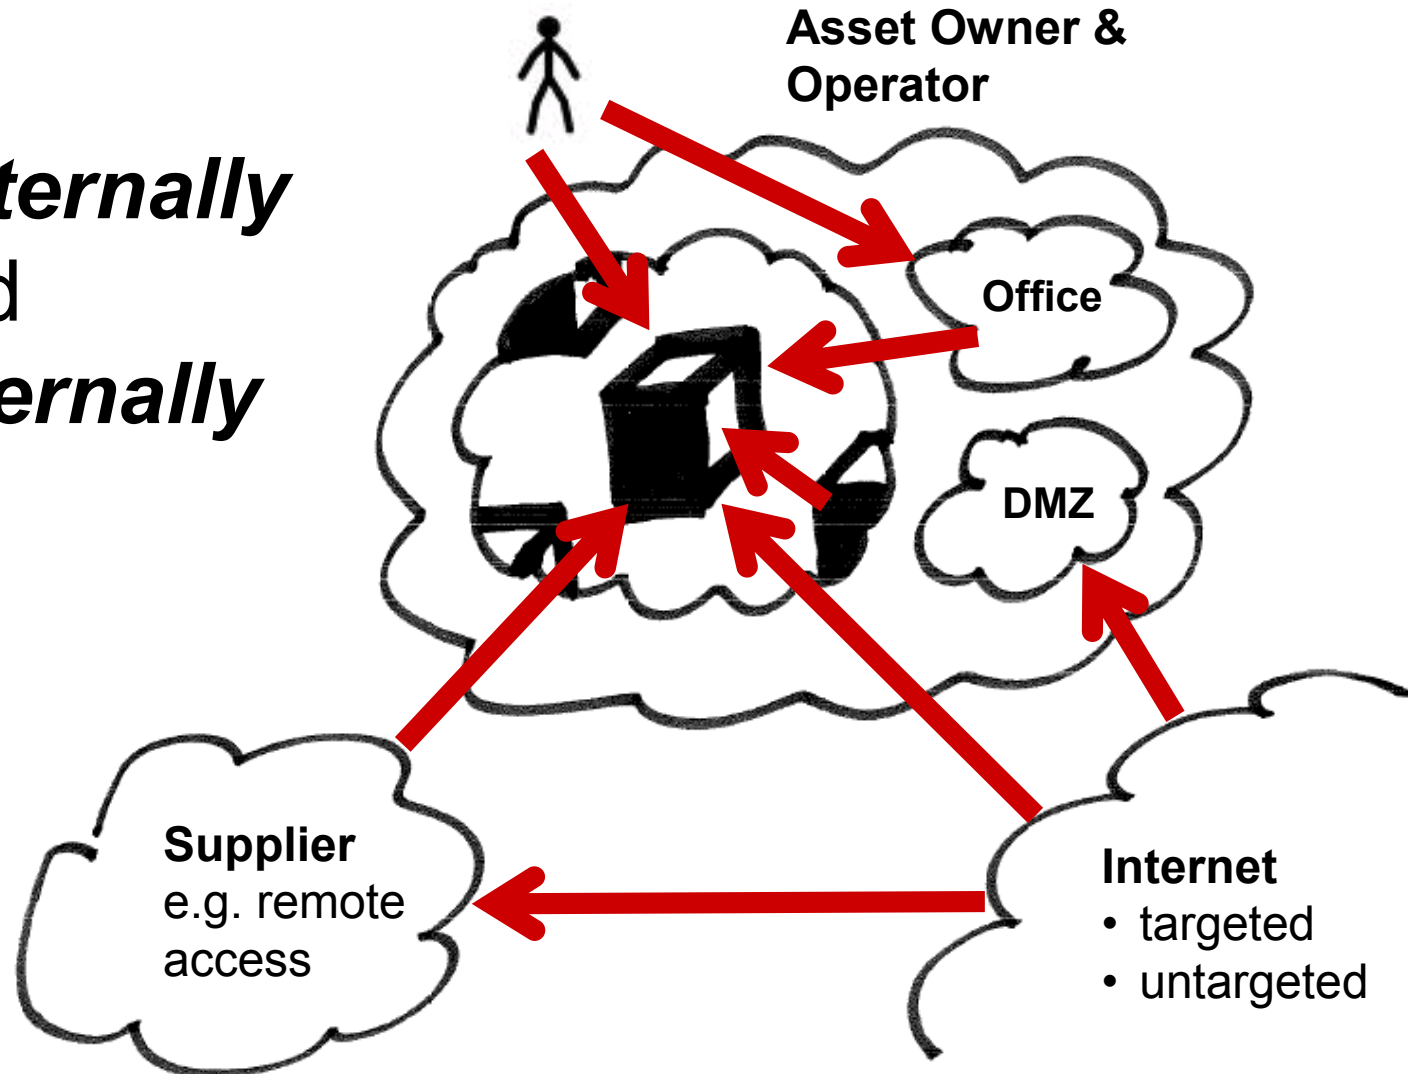 Asset Owner &
Operator
ternally
d
ernally
Office
DMZ
Supplier
e.g. remote
access
Internet
• targeted
• untargeted